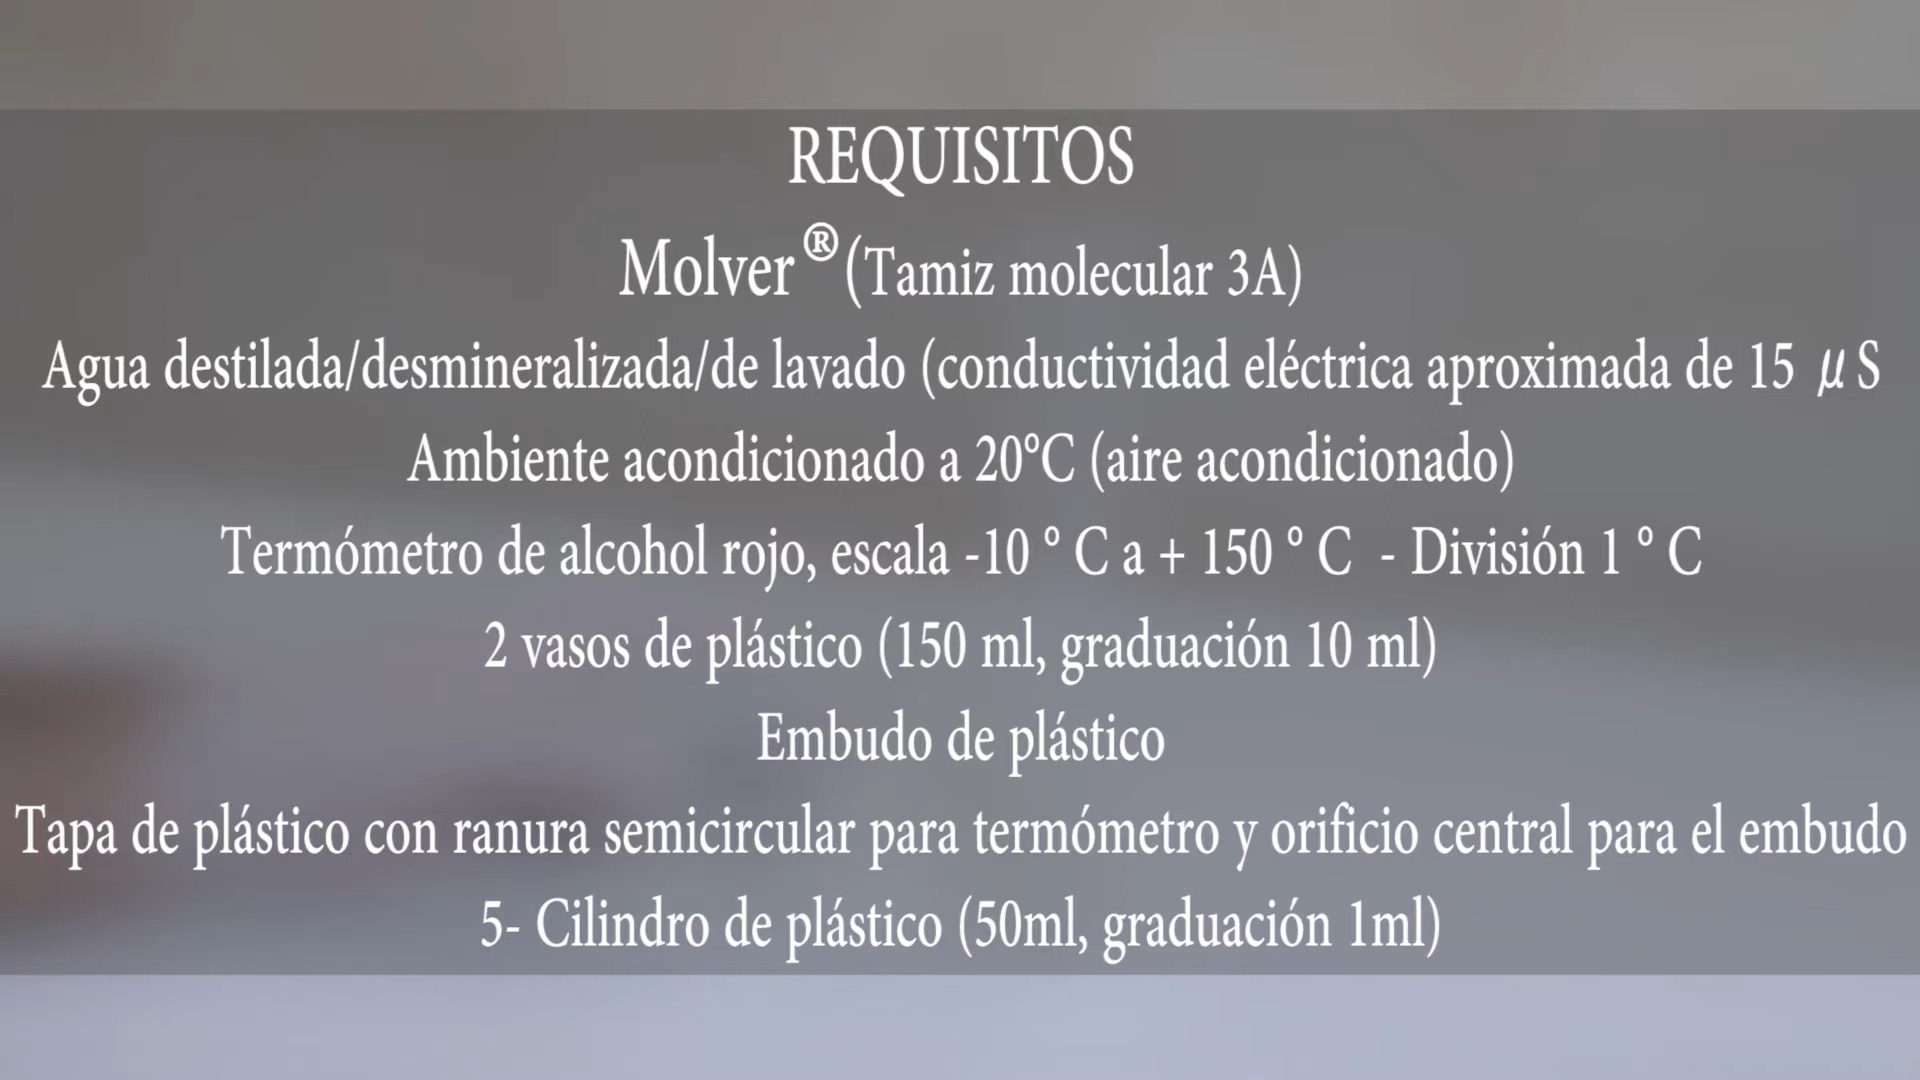 REQUISITOS
Molver®(Tamiz molecular 3A)
Agua destilada/desmineralizada/de lavado (conductividad eléctrica aproximada de 15 μS
Ambiente acondicionado a 20°C (aire acondicionado)
Termómetro de alcohol rojo, escala -10 ° C a + 150 ° C - División 1 ° C
2 vasos de plástico (150 ml, graduación 10 ml)
Embudo de plástico
Tapa de plástico con ranura semicircular para termómetro y orificio central para el embudo
5- Cilindro de plástico (50ml, graduación 1ml)